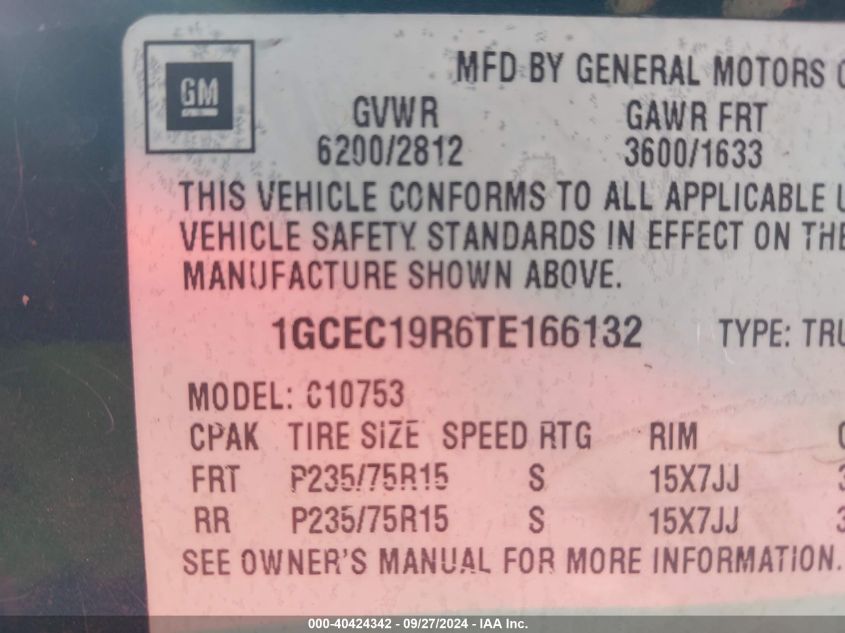 GM
MFD BY GENERAL MOTORS
GVWR GAWR FRT
6200/2812 3600/1633
THIS VEHICLE CONFORMS TO ALL APPLICABLE
VEHICLE SAFETY STANDARDS IN EFFECT ON THE
MANUFACTURE SHOWN ABOVE.
1GCEC19R6TE166132 TYPE: TRU
MODEL: C10753
CPAK TIRE SIZE SPEED RTG RIM
FRT P235/75R15 S 15X7JJ
RR P235/75R15 S 15X7JJ
SEE OWNER'S MANUAL FOR MORE INFORMATION.
000-40424342 - 09/27/2024 - IAA Inc.